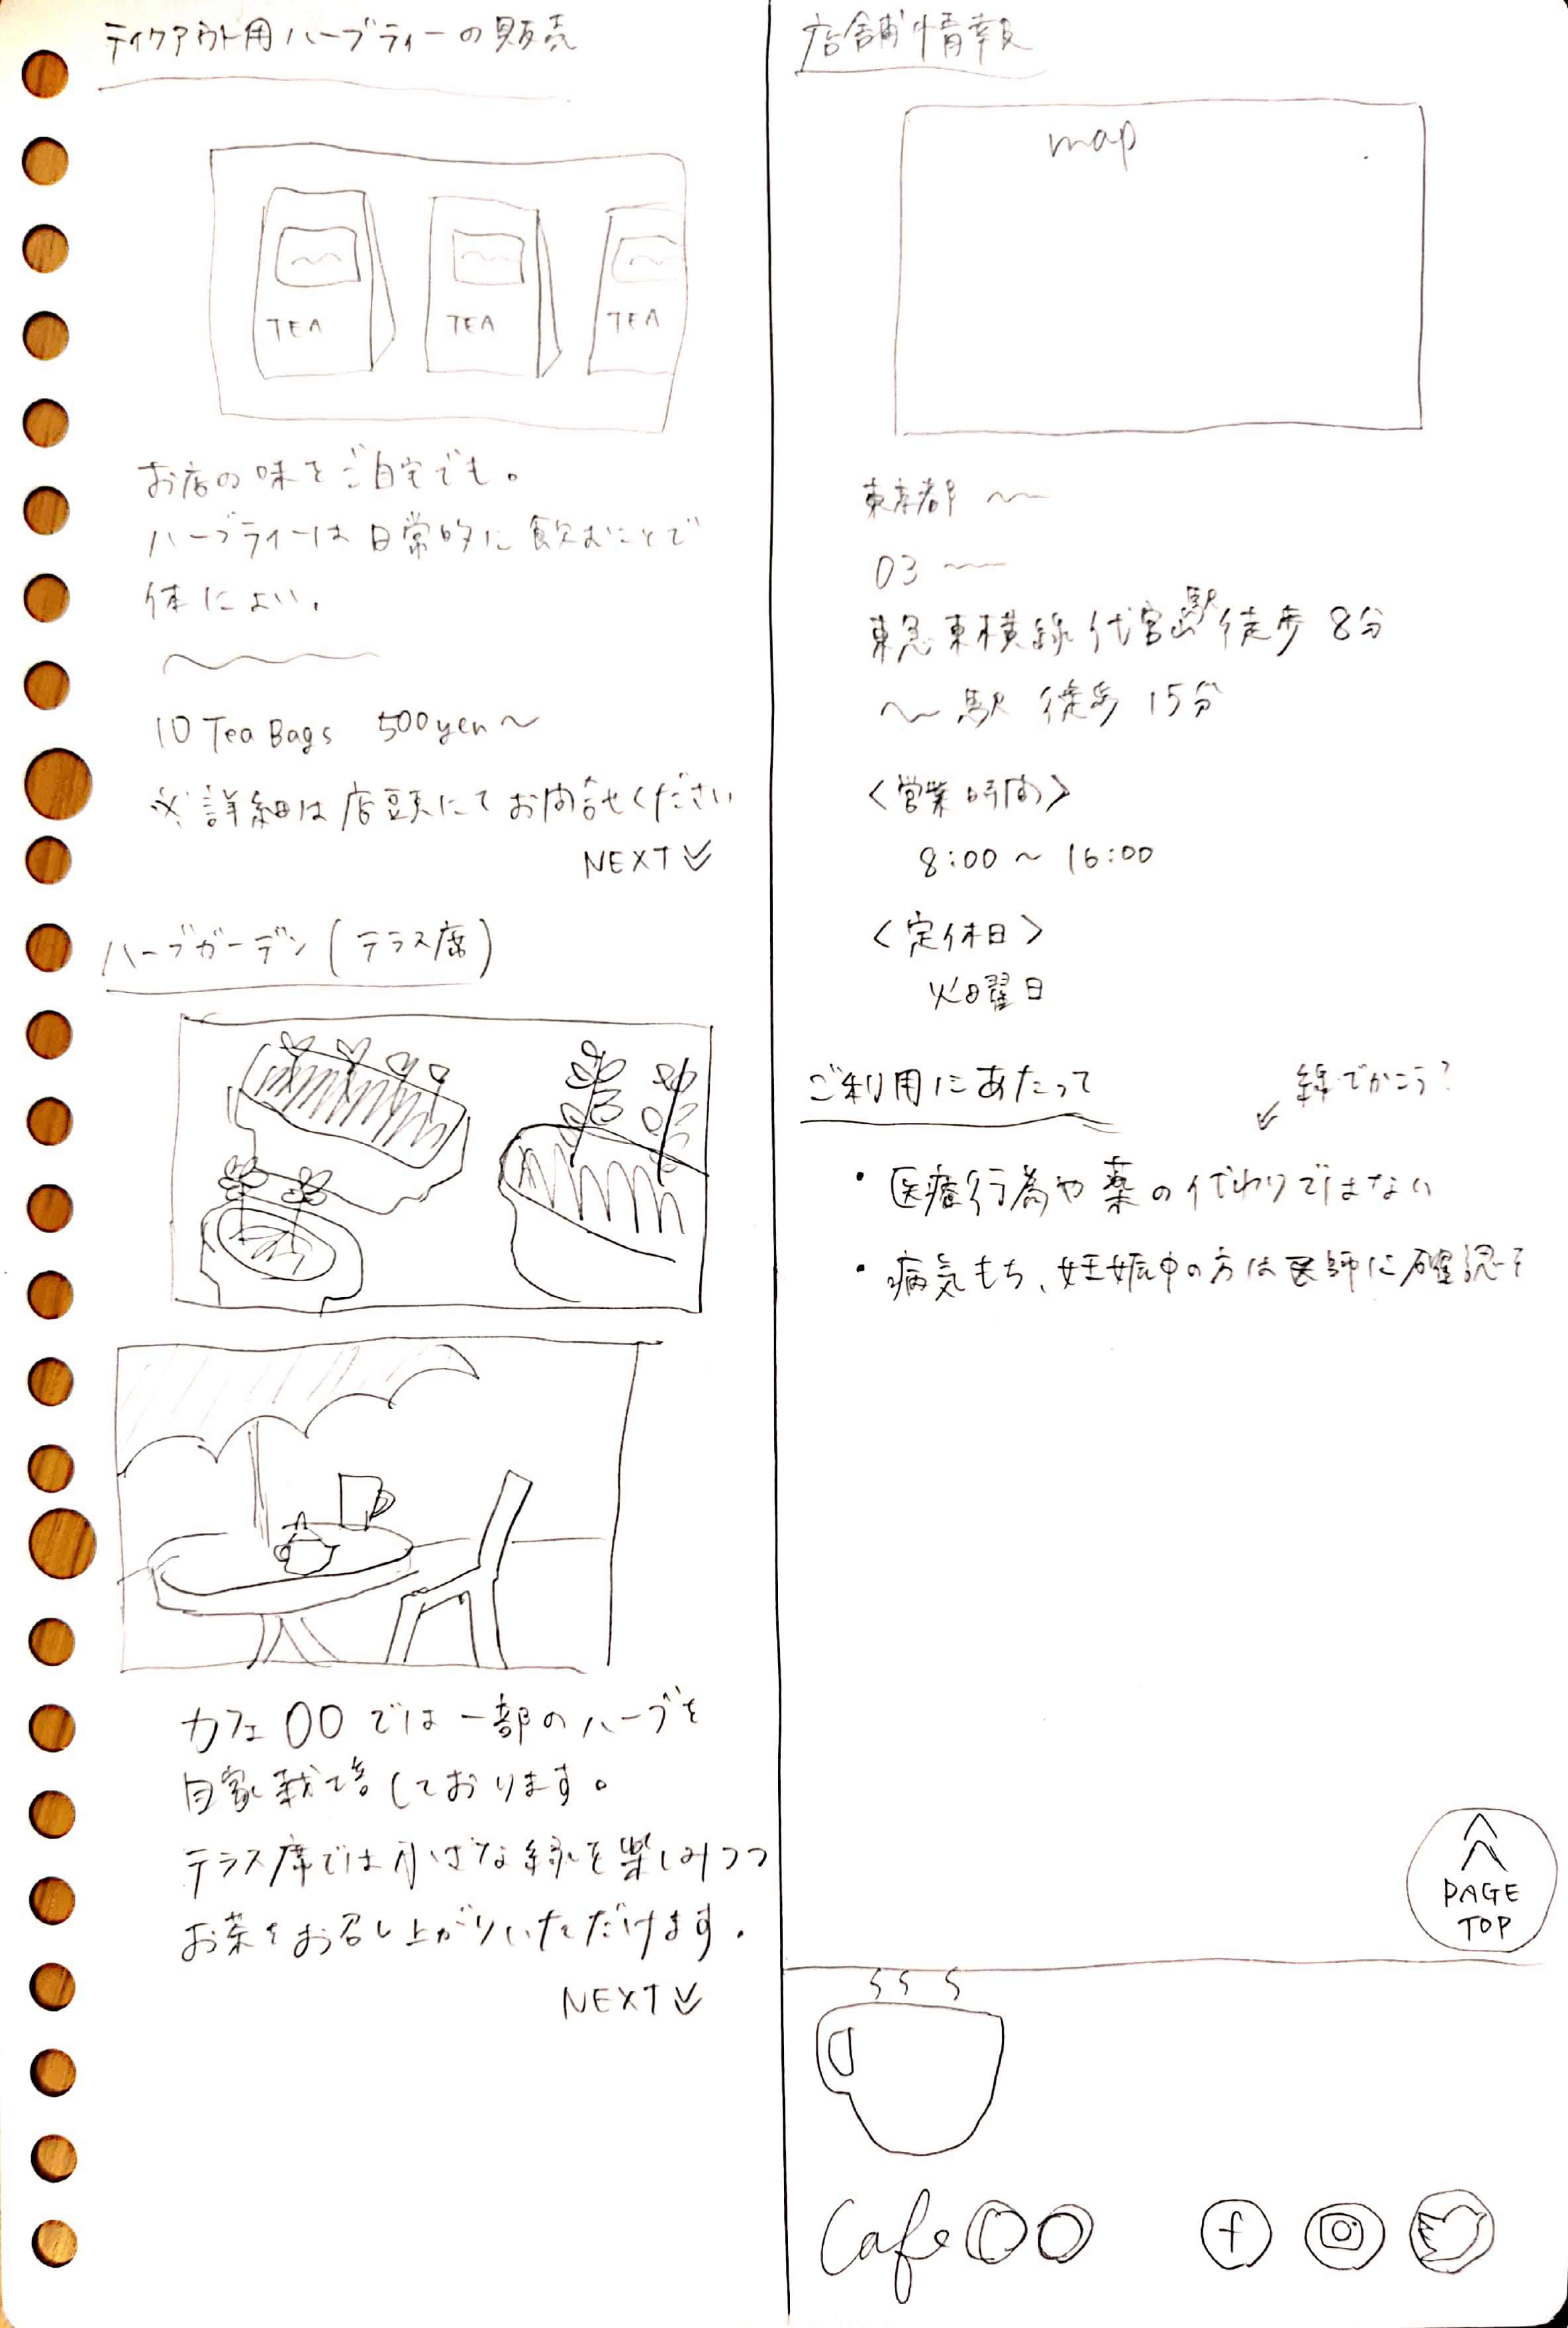 テイクアウト用ハーブティーの販売
TEA
TEA
TEA
お店の味をご自宅でも。
ハーブティーは日常的に飲むことで
体によい。
10 Tea Bags 500yen〜
※詳細は店頭にてお問合せください
NEXT
ハーブガーデン(テラス席)
カフェ〇〇では一部のハーブを
自家栽培しております。
テラス席では小さな緑を楽しみつつ
お茶をお召し上がりいただけます。
NEXT
店舗情報
map
東京都 〜〜
03 〜〜
東急東横線代官山駅徒歩8分
〜〜駅 徒歩15分
<営業時間>
8:00〜16:00
<定休日>
火曜日
ご利用にあたって
線でかこう?
・医療行為や薬の代わりではない
・病気もち、妊娠中の方は医師に確認を
PAGE
TOP
Cafe〇〇
f